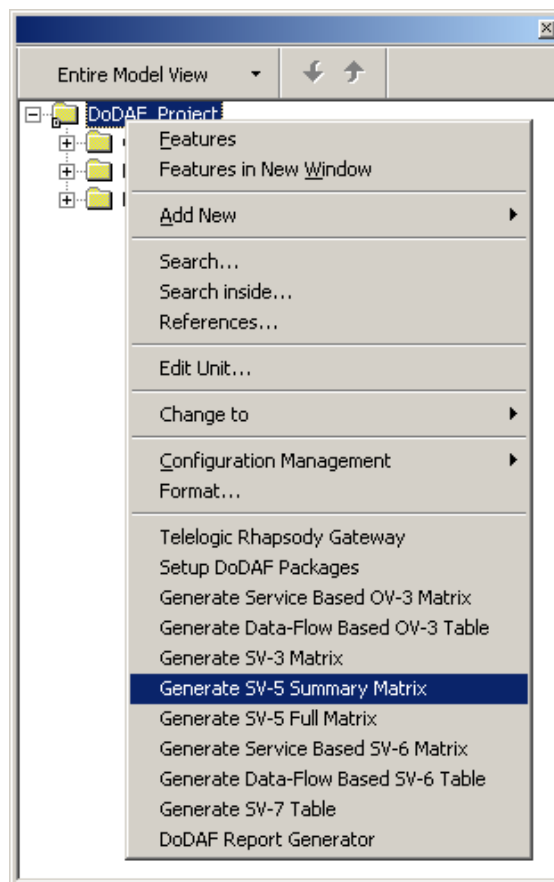 Entire Model View
DoDAF_Project
Features
Features in New Window
Add New
Search...
Search inside...
References...
Edit Unit...
Change to
Configuration Management
Format...
Telelogic Rhapsody Gateway
Setup DoDAF Packages
Generate Service Based OV-3 Matrix
Generate Data-Flow Based OV-3 Table
Generate SV-3 Matrix
Generate SV-5 Summary Matrix
Generate SV-5 Full Matrix
Generate Service Based SV-6 Matrix
Generate Data-Flow Based SV-6 Table
Generate SV-7 Table
DoDAF Report Generator